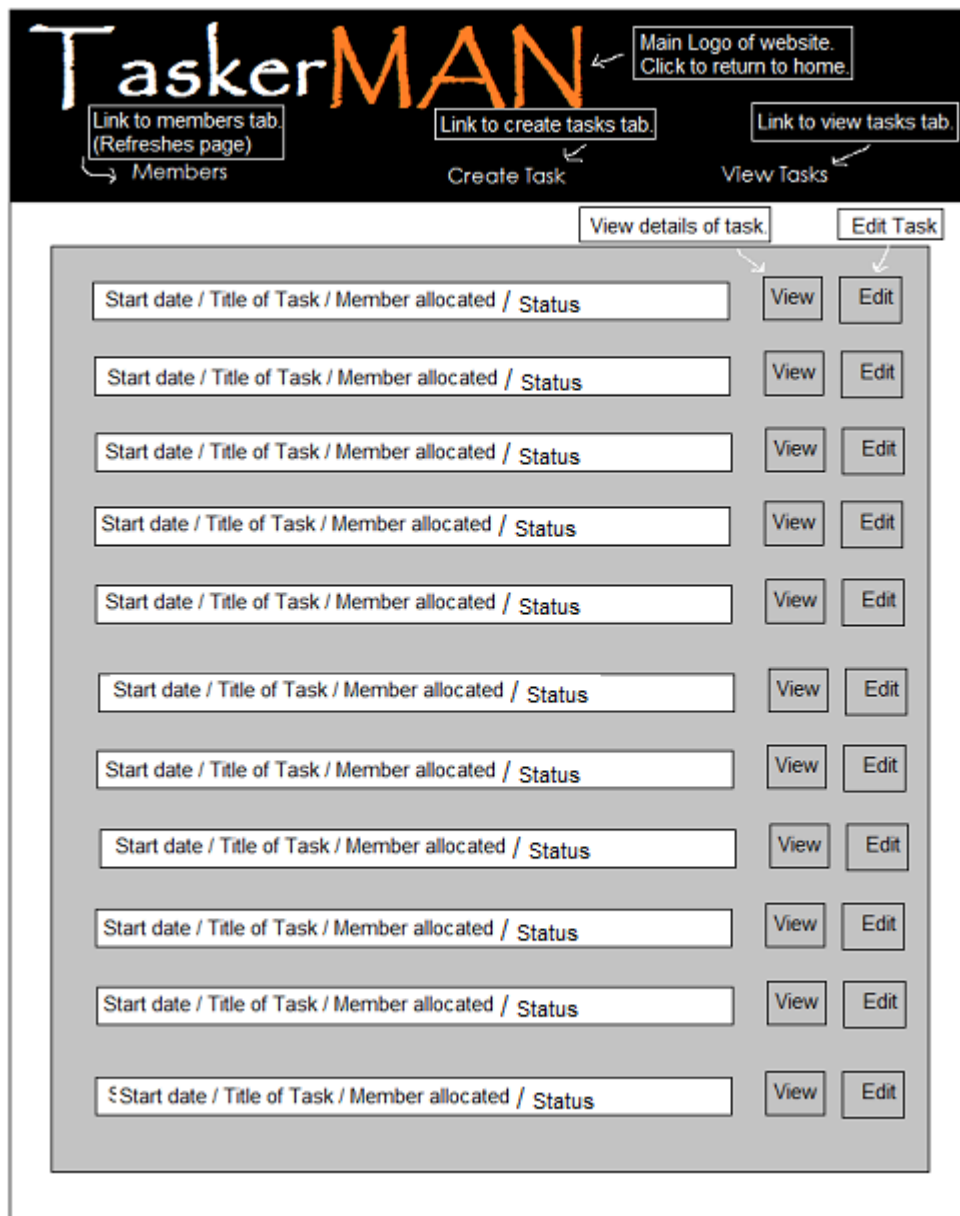 TaskerMAN
Main Logo of website.
Click to return to home.
Link to members tab.
(Refreshes page)
Link to create tasks tab.
Link to view tasks tab.
Members
Create Task
View Tasks
View details of task.
Edit Task
Start date / Title of Task / Member allocated / Status
View
Edit
Start date / Title of Task / Member allocated / Status
View
Edit
Start date / Title of Task / Member allocated / Status
View
Edit
Start date / Title of Task / Member allocated / Status
View
Edit
Start date / Title of Task / Member allocated / Status
View
Edit
Start date / Title of Task / Member allocated / Status
View
Edit
Start date / Title of Task / Member allocated / Status
View
Edit
Start date / Title of Task / Member allocated / Status
View
Edit
Start date / Title of Task / Member allocated / Status
View
Edit
Start date / Title of Task / Member allocated / Status
View
Edit
Start date / Title of Task / Member allocated / Status
View
Edit